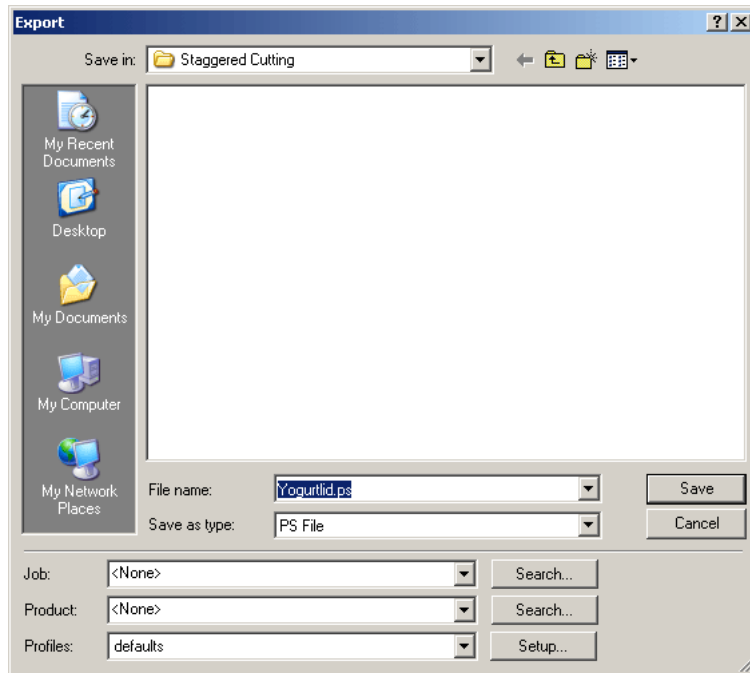 Export
Save in: Staggered Cutting
My Recent
Documents
Desktop
My Documents
My Computer
My Network
Places
File name: Yogurtlid.ps Save
Save as type: PS File Cancel
Job: <None> Search...
Product: <None> Search...
Profiles: defaults Setup...